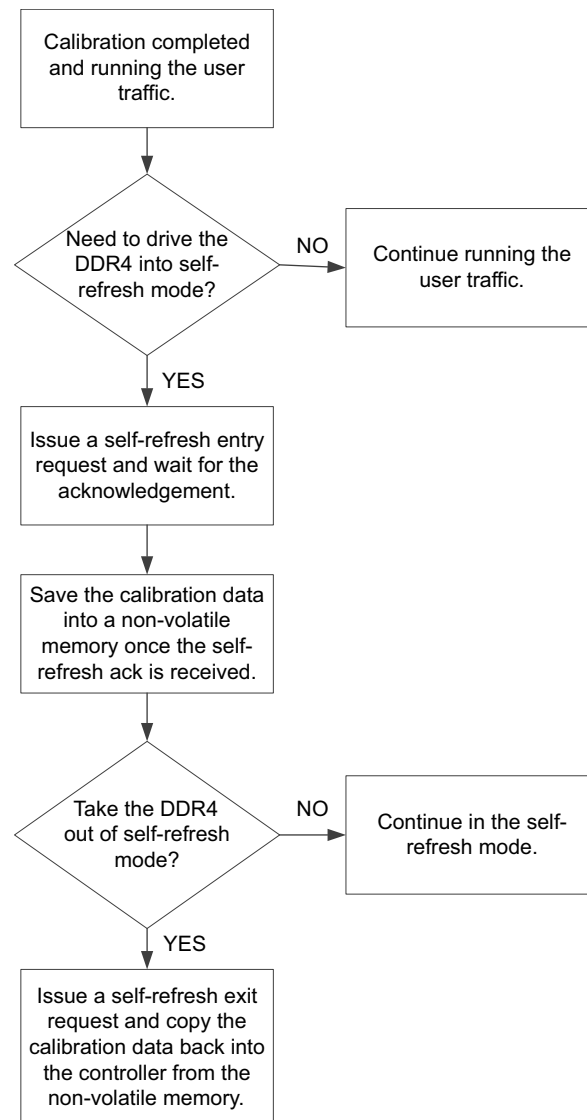 Calibration completed
and running the user
traffic.
Need to drive the
DDR4 into self-
refresh mode?
NO
Continue running the
user traffic.
YES
Issue a self-refresh entry
request and wait for the
acknowledgement.
Save the calibration data
into a non-volatile
memory once the self-
refresh ack is received.
Take the DDR4
out of self-refresh
mode?
NO
Continue in the self-
refresh mode.
YES
Issue a self-refresh exit
request and copy the
calibration data back into
the controller from the
non-volatile memory.